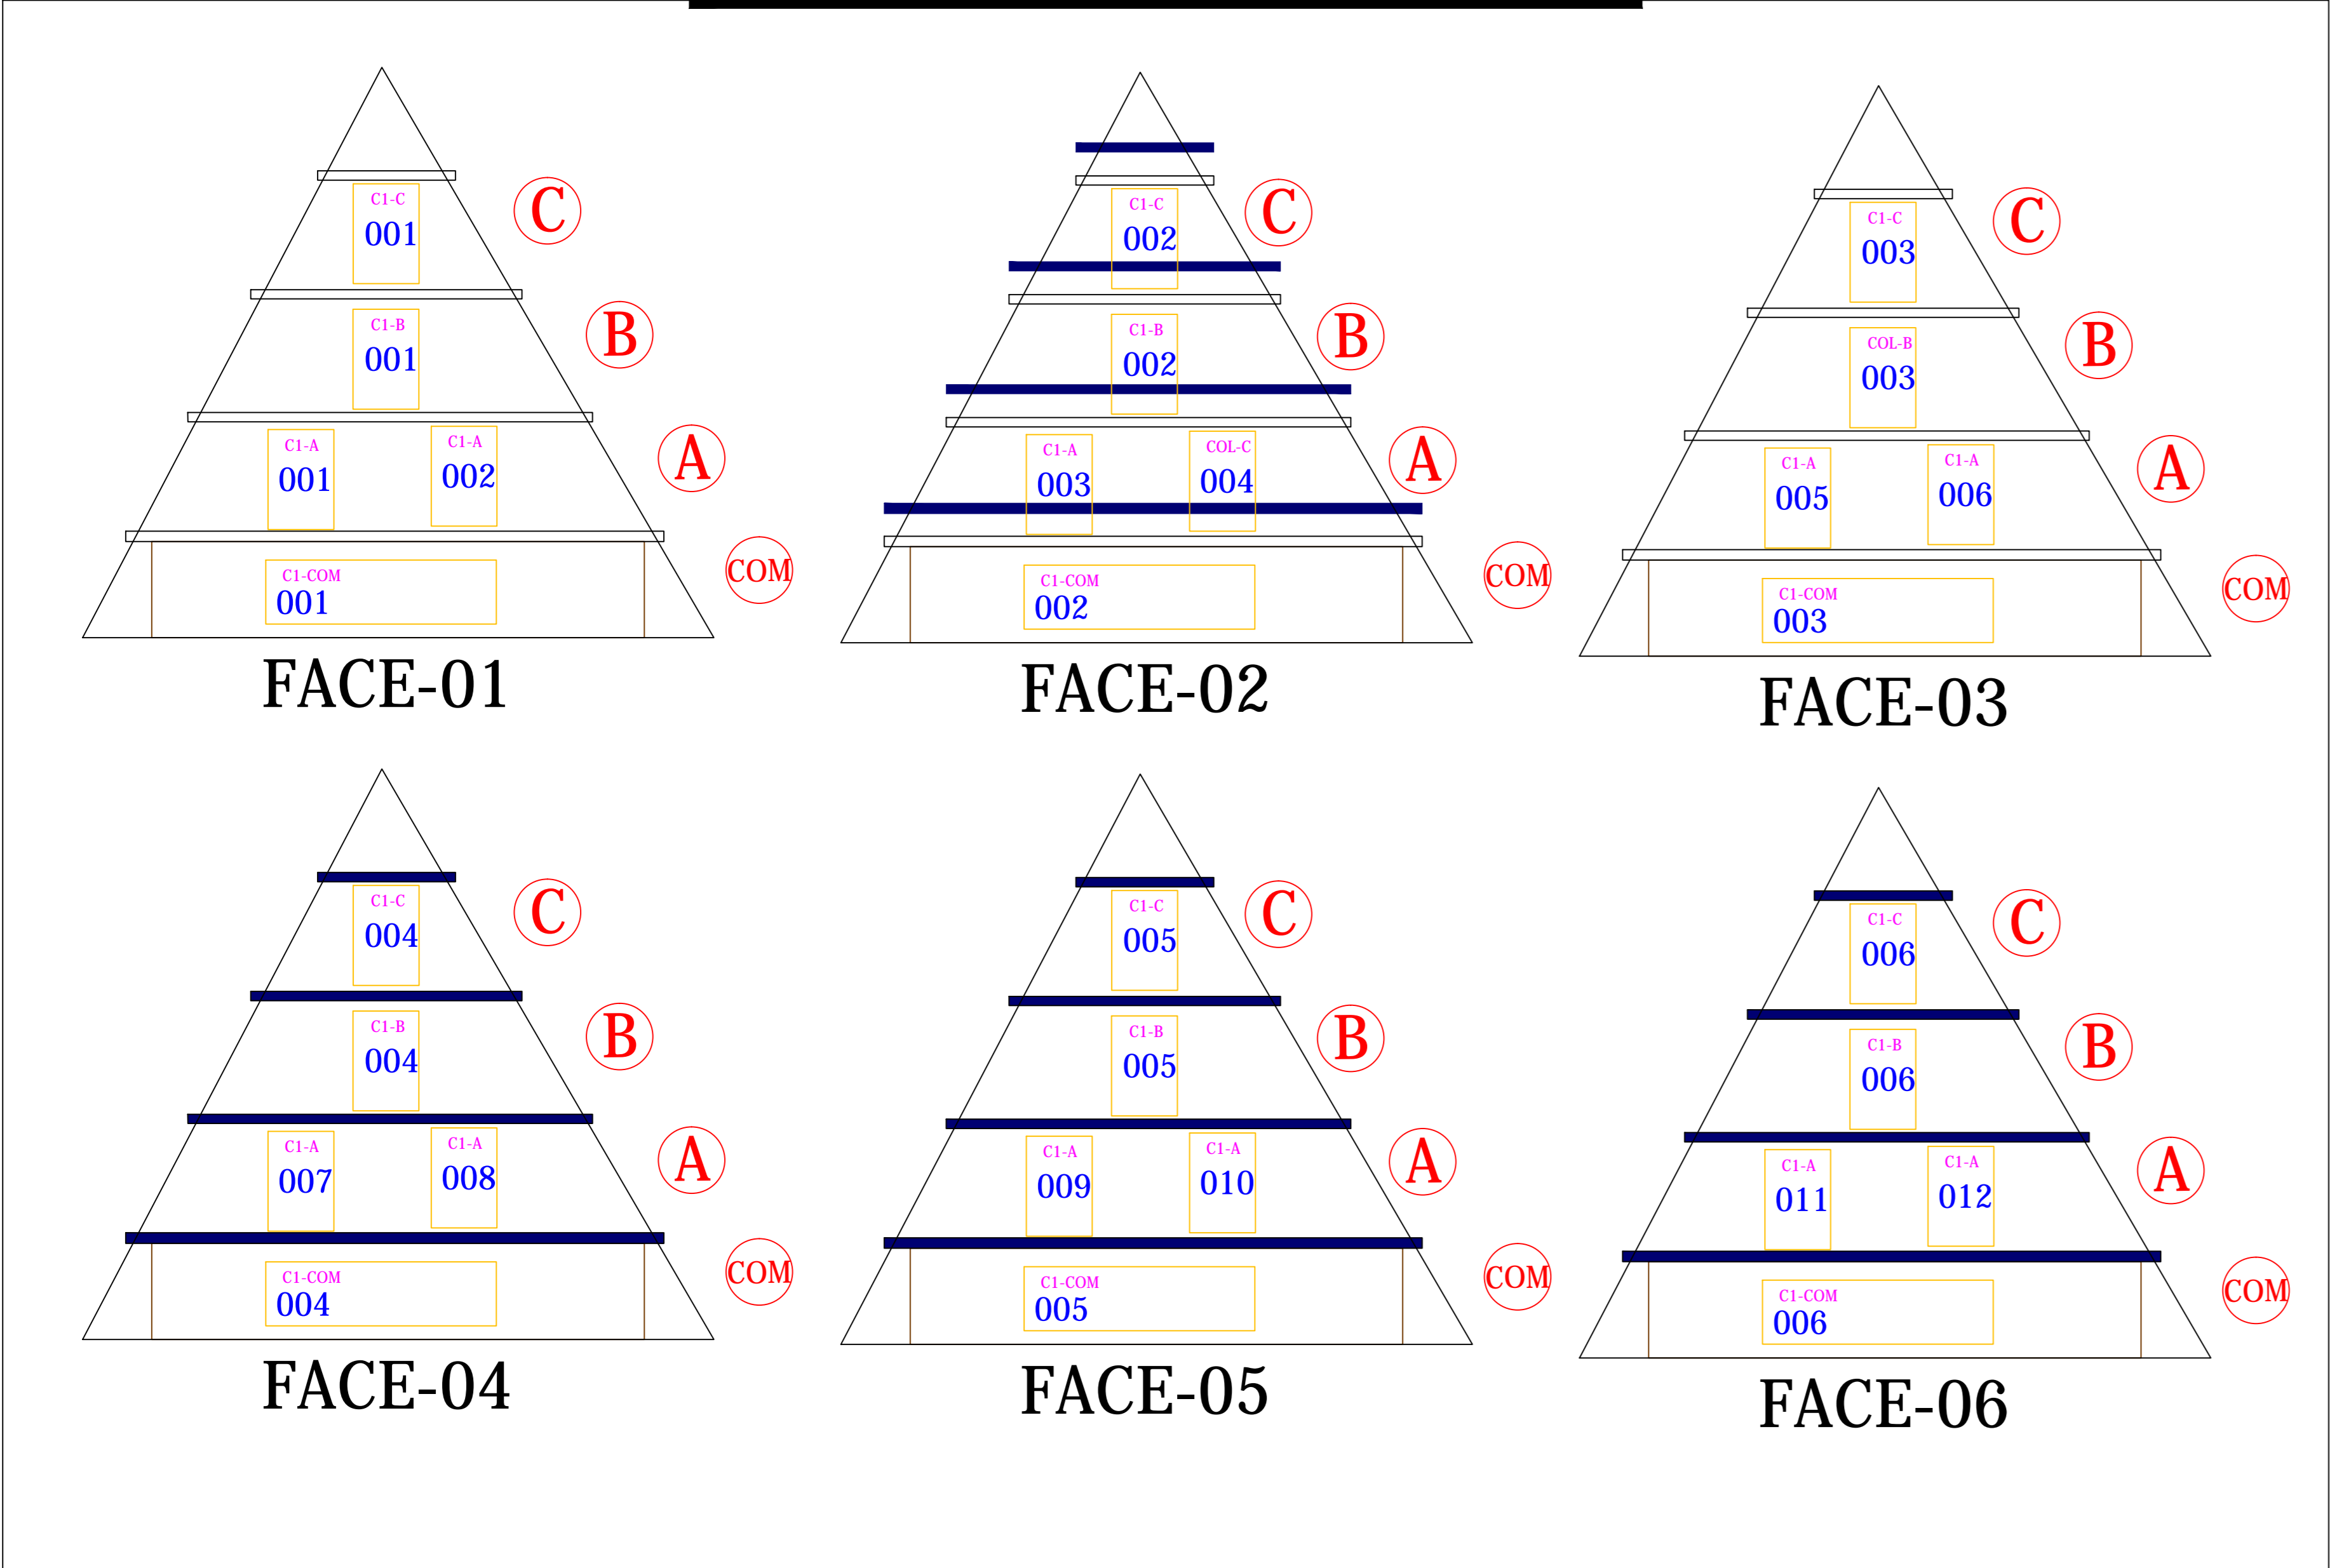 C1-C
001
C
C1-B
001
B
C1-A
001
C1-A
002
A
C1-COM
001
COM
FACE-01
C1-C
002
C
C1-B
002
B
C1-A
003
COL-C
004
A
C1-COM
002
COM
FACE-02
C1-C
003
C
COL-B
003
B
C1-A
005
C1-A
006
A
C1-COM
003
COM
FACE-03
C1-C
004
C
C1-B
004
B
C1-A
007
C1-A
008
A
C1-COM
004
COM
FACE-04
C1-C
005
C
C1-B
005
B
C1-A
009
C1-A
010
A
C1-COM
005
COM
FACE-05
C1-C
006
C
C1-B
006
B
C1-A
011
C1-A
012
A
C1-COM
006
COM
FACE-06